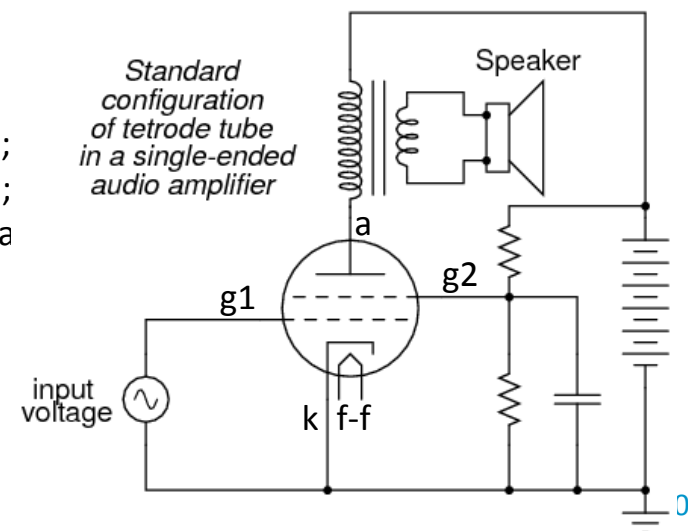 Standard
configuration
of tetrode tube
in a single-ended
audio amplifier
Speaker
;
;
a
a
g2
g1
input
voltage
k f-f